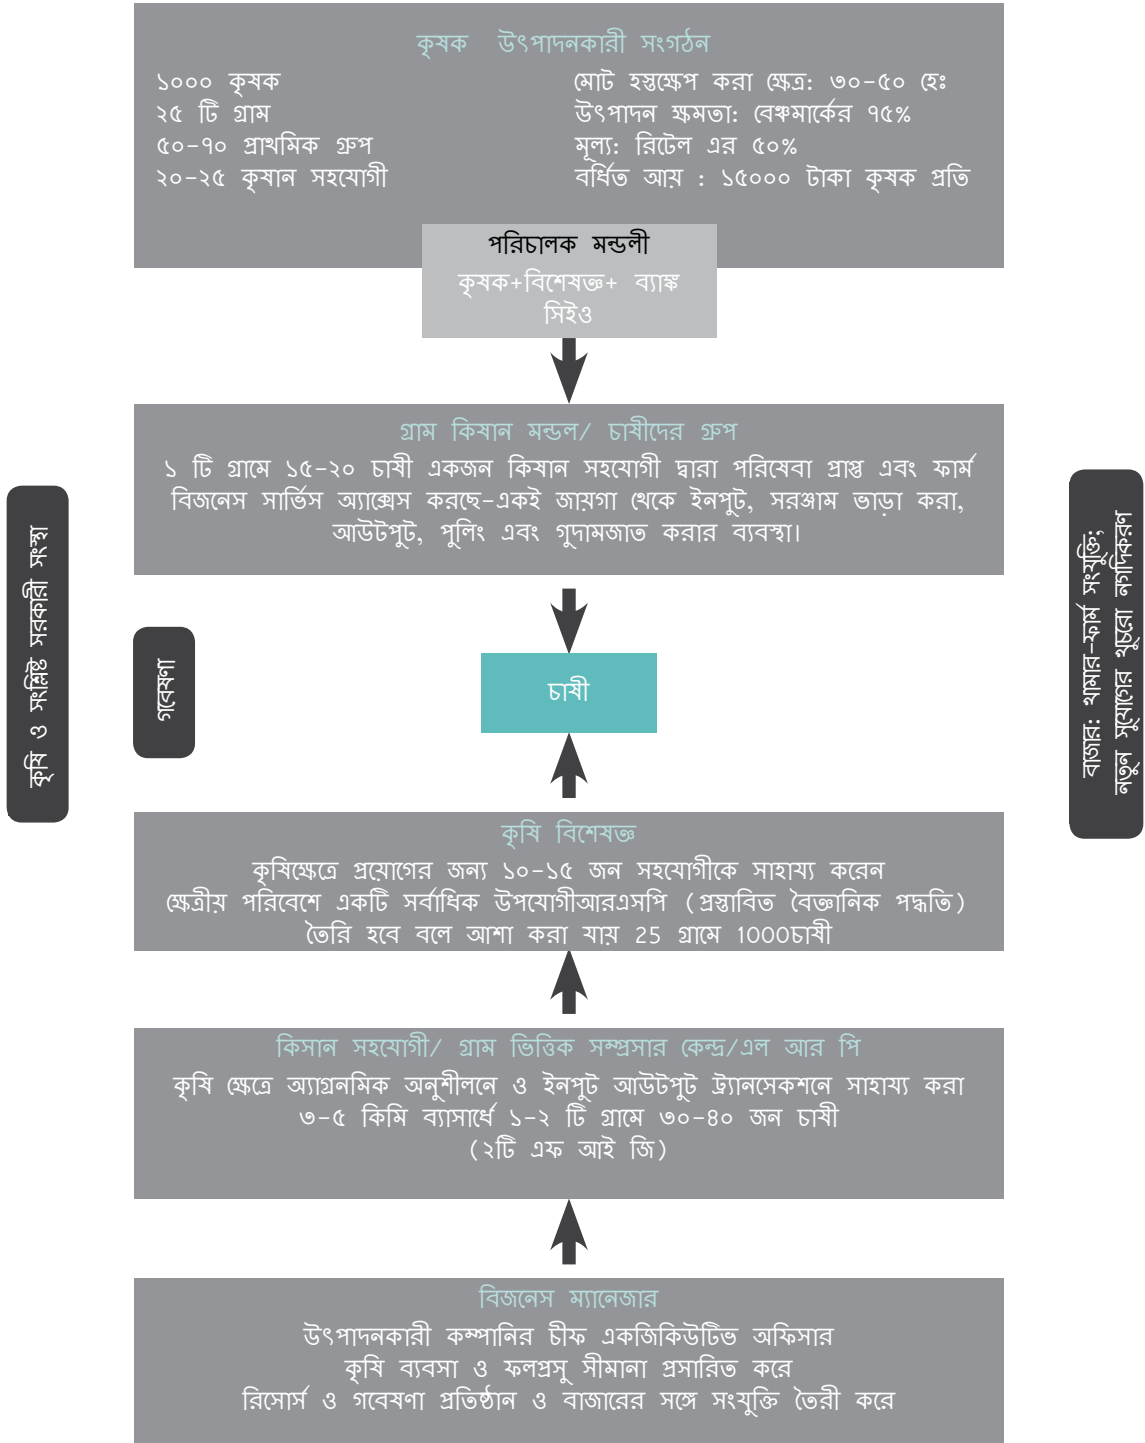 কৃষক উৎপাদনকারী সংগঠন
১০০০ কৃষক
২৫ টি গ্রাম
৫০-৭০ প্রাথমিক গ্রুপ
২০-২৫ কৃষান সহযোগী
মোট হস্তক্ষেপ করা ক্ষেত্র: ৩০-৫০ হেঃ
উৎপাদন ক্ষমতা: বেঞ্চমার্কের ৭৫%
মূল্য: রিটেল এর ৫০%
বর্ধিত আয় : ১৫০০০ টাকা কৃষক প্রতি
পরিচালক মন্ডলী
কৃষক+বিশেষজ্ঞ+ ব্যাঙ্ক
সিইও
গ্রাম কিষান মন্ডল/ চাষীদের গ্রুপ
১ টি গ্রামে ১৫-২০ চাষী একজন কিষান সহযোগী দ্বারা পরিষেবা প্রাপ্ত এবং ফার্ম
বিজনেস সার্ভিস অ্যাক্সেস করছে-একই জায়গা থেকে ইনপুট, সরঞ্জাম ভাড়া করা,
আউটপুট, পুলিং এবং গুদামজাত করার ব্যবস্থা।
কৃষি ও সংশ্লিষ্ট সরকারী সংস্থা
গবেষণা
চাষী
বাজার: খামার-ফার্ম সংযুক্তি;
নতুন সুযোগের খুচরো নগদিকরণ
কৃষি বিশেষজ্ঞ
কৃষিক্ষেত্রে প্রয়োগের জন্য ১০-১৫ জন সহযোগীকে সাহায্য করেন
ক্ষেত্রীয় পরিবেশে একটি সর্বাধিক উপযোগীআরএসপি (প্রস্তাবিত বৈজ্ঞানিক পদ্ধতি)
তৈরি হবে বলে আশা করা যায় 25 গ্রামে 1000চাষী
কিসান সহযোগী/ গ্রাম ভিত্তিক সম্প্রসার কেন্দ্র/এল আর পি
কৃষি ক্ষেত্রে অ্যাগ্রনমিক অনুশীলনে ও ইনপুট আউটপুট ট্র্যানসেকশনে সাহায্য করা
৩-৫ কিমি ব্যাসার্ধে ১-২ টি গ্রামে ৩০-৪০ জন চাষী
(২টি এফ আই জি)
বিজনেস ম্যানেজার
উৎপাদনকারী কম্পানির চীফ একজিকিউটিভ অফিসার
কৃষি ব্যবসা ও ফলপ্রসু সীমানা প্রসারিত করে
রিসোর্স ও গবেষণা প্রতিষ্ঠান ও বাজারের সঙ্গে সংযুক্তি তৈরী করে